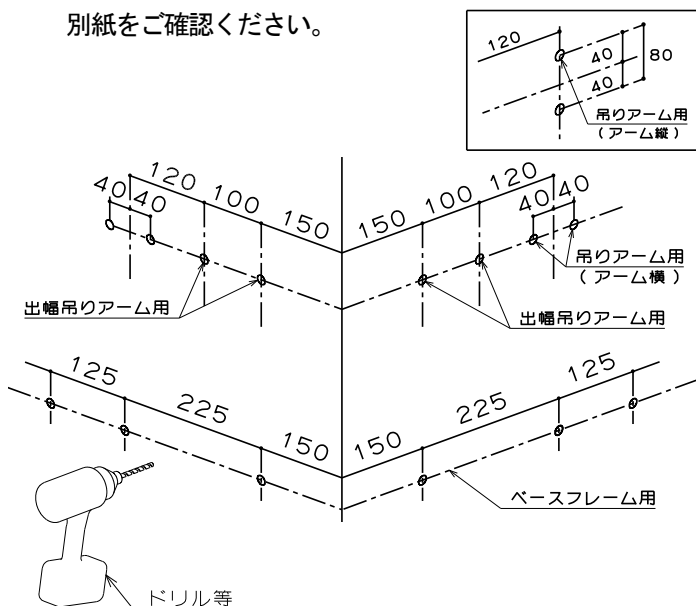 別紙をご確認ください。
120
40
80
40
吊りアーム用
(アーム縦)
40 40 120 100 150
150 100 120 40 40
吊りアーム用
(アーム横)
出幅吊りアーム用
出幅吊りアーム用
125 225 150
150 225 125
ベースフレーム用
ドリル等